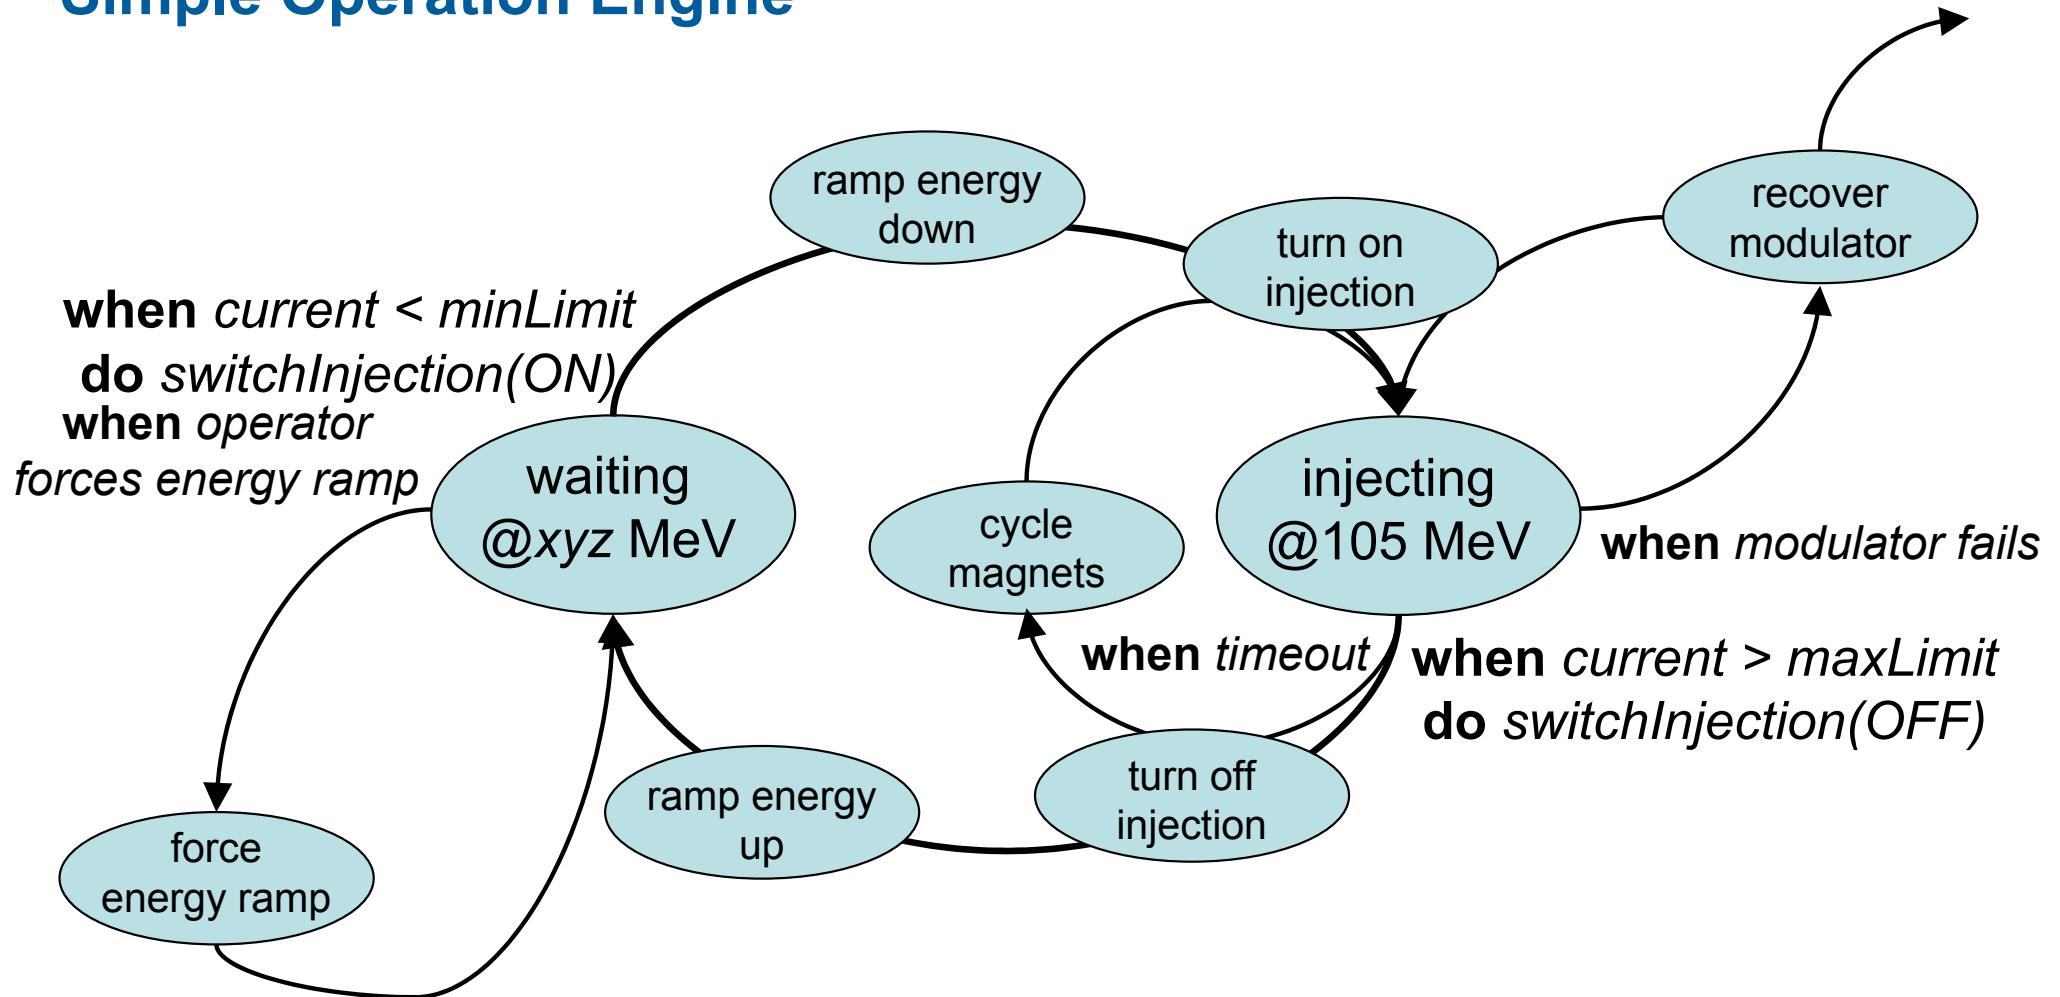 Simple Operation Engine
ramp energy
down
turn on
injection
recover
modulator
when current < minLimit
do switchInjection(ON)
when operator
forces energy ramp
waiting
@xyz MeV
cycle
magnets
injecting
@105 MeV
when modulator fails
when timeout
when current > maxLimit
do switchInjection(OFF)
ramp energy
up
turn off
injection
force
energy ramp